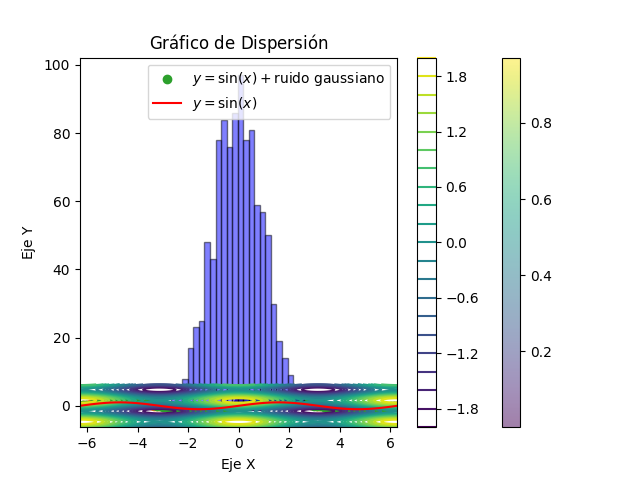 Gráfico de Dispersión
y = sin(x) + ruido gaussiano
y = sin(x)
Eje Y
100
80
60
40
20
0
−6 −4 −2 0 2 4 6
Eje X
1.8
1.2
0.6
0.0
−0.6
−1.2
−1.8
0.8
0.6
0.4
0.2